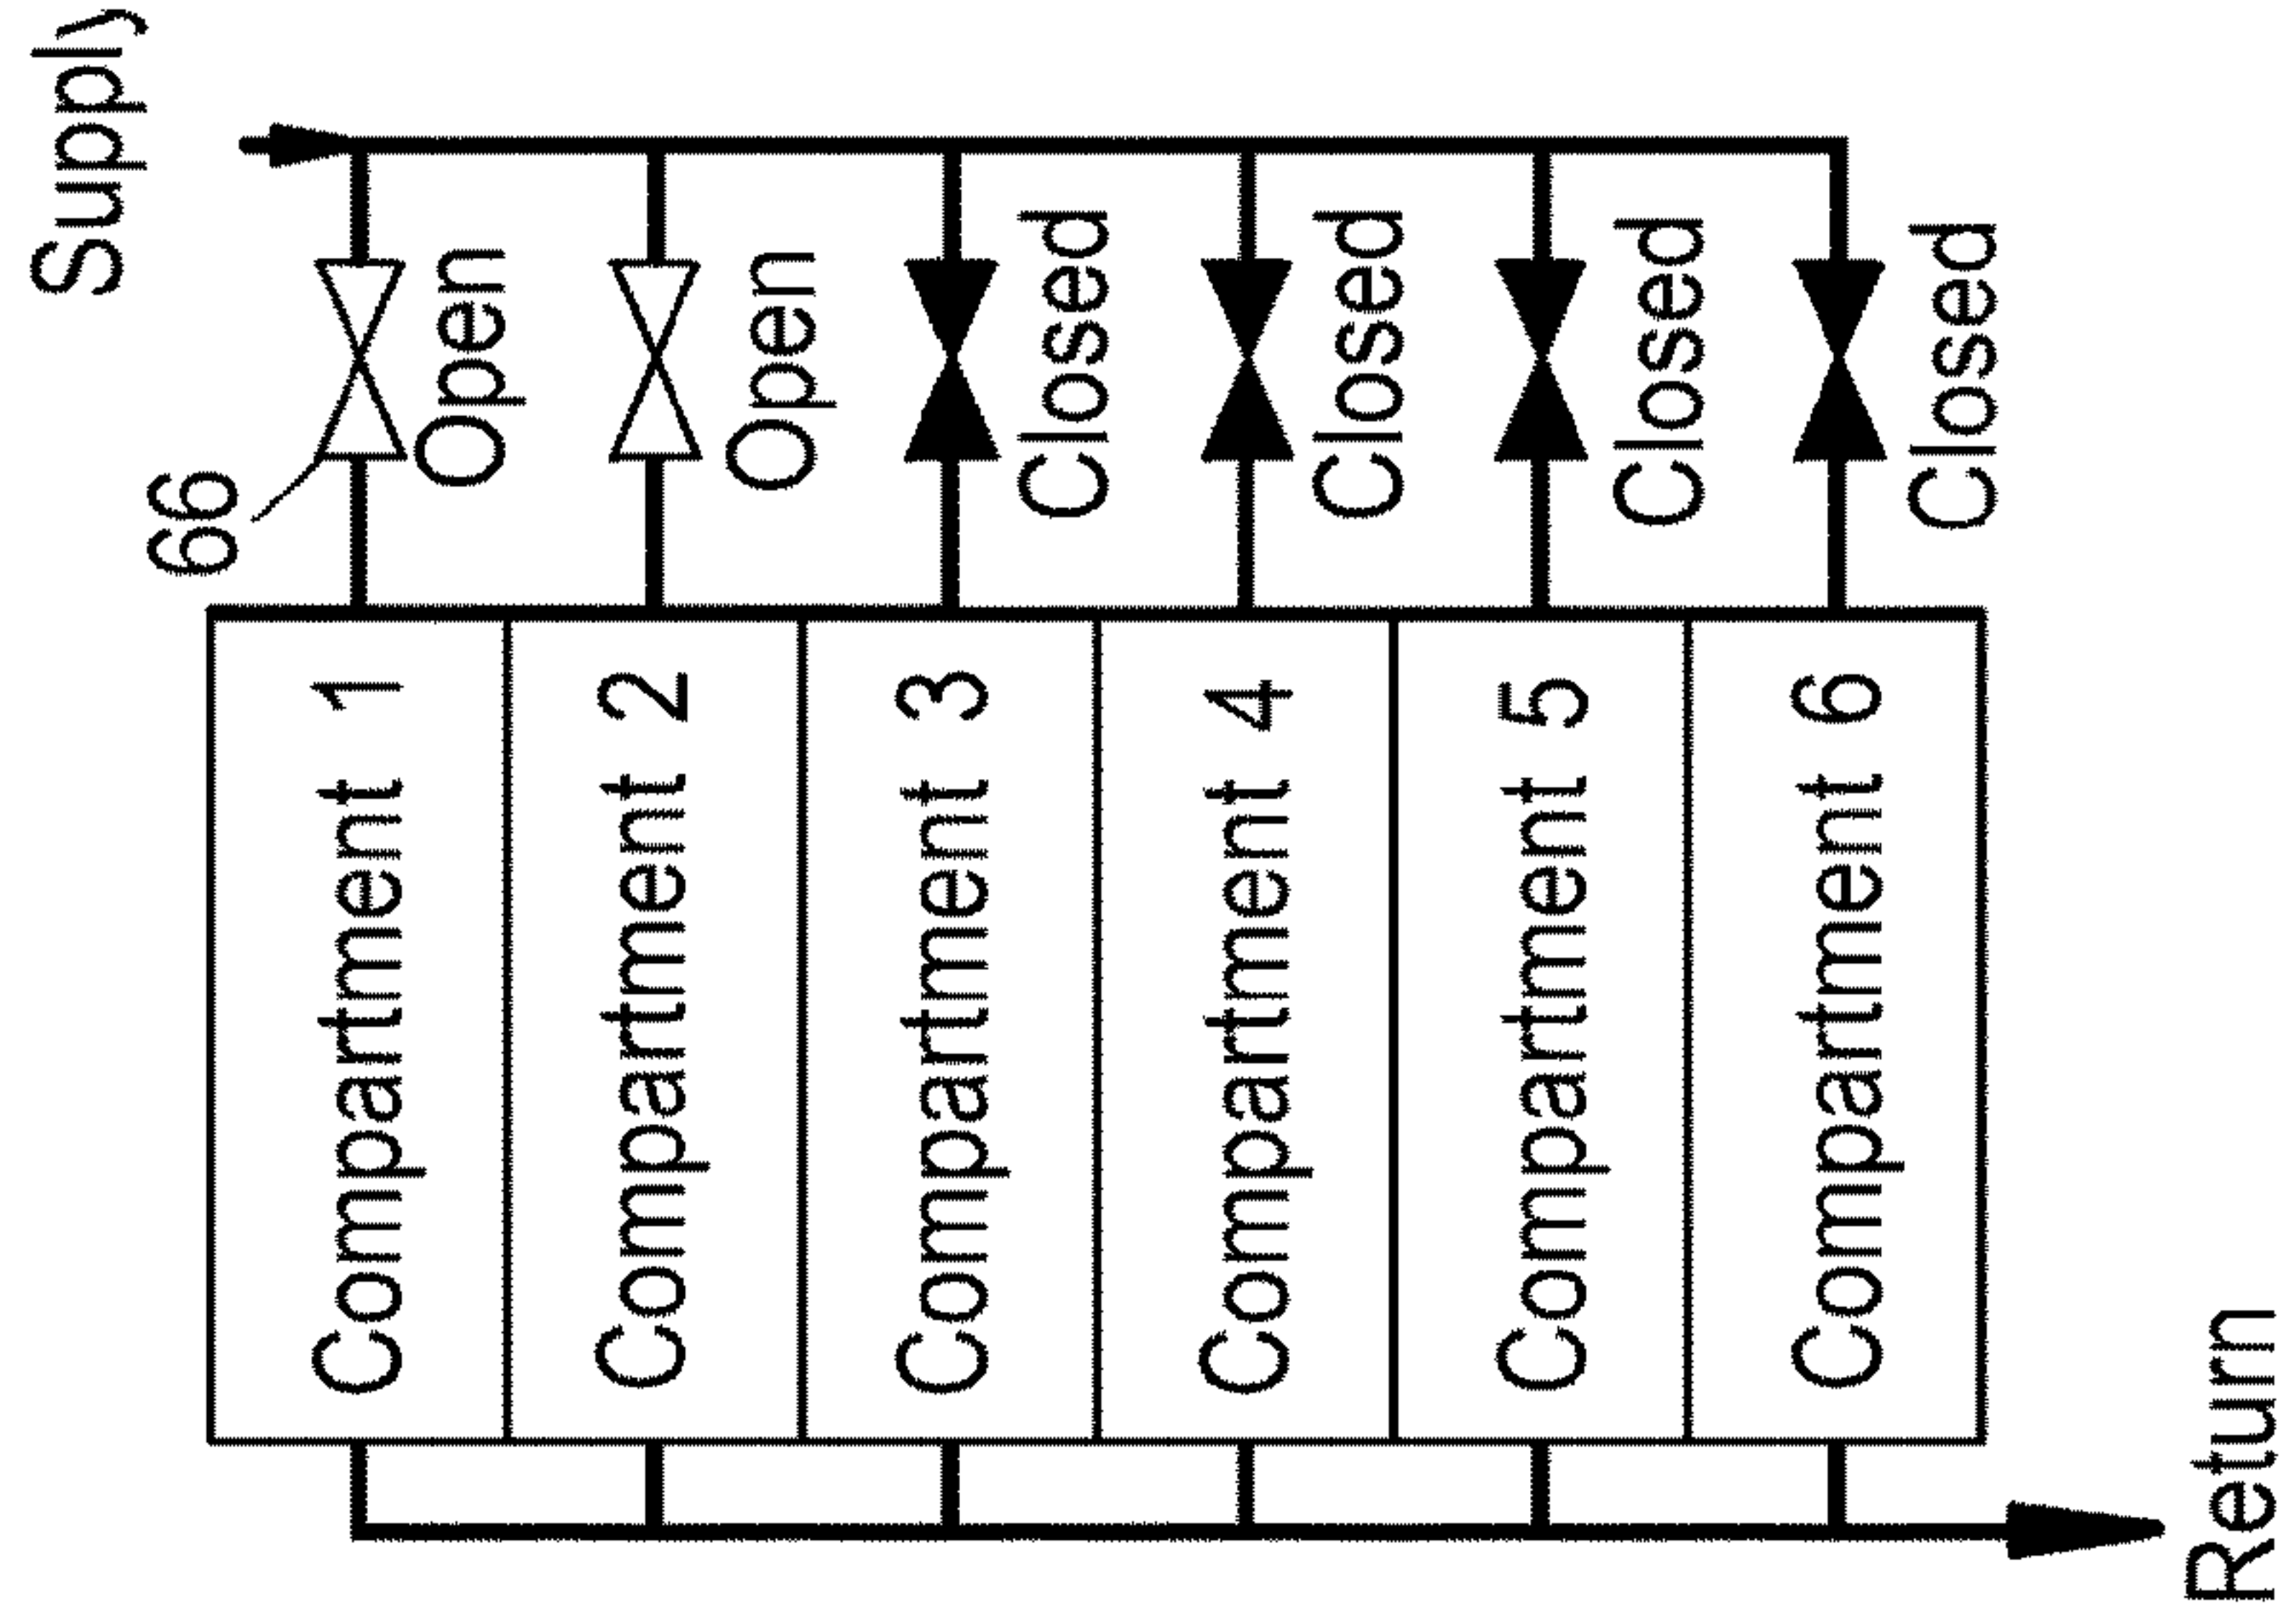 Supply
66
Open
Open
Closed
Closed
Closed
Closed
Compartment 1
Compartment 2
Compartment 3
Compartment 4
Compartment 5
Compartment 6
Return